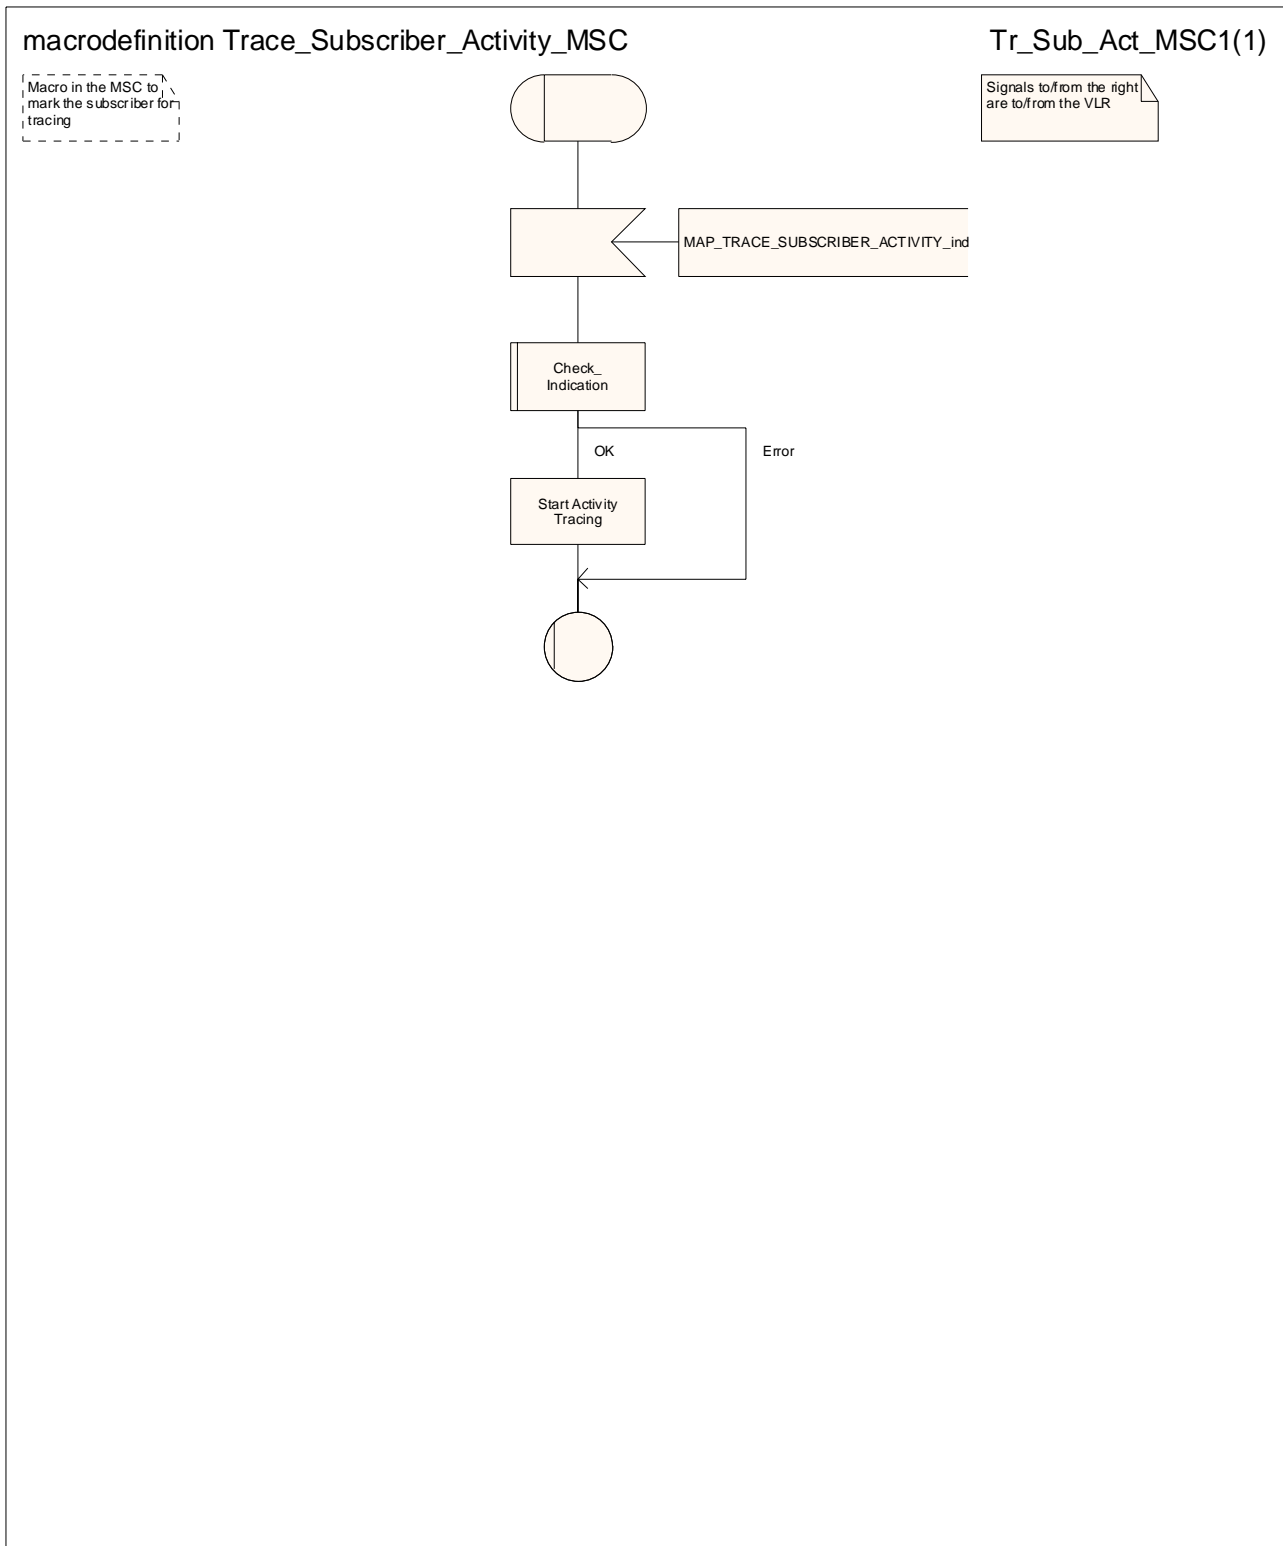 macrodefinition Trace_Subscriber_Activity_MSC
Tr_Sub_Act_MSC1(1)
Macro in the MSC to
mark the subscriber for
tracing
Signals to/from the right
are to/from the VLR
MAP_TRACE_SUBSCRIBER_ACTIVITY_ind
Check_
Indication
OK
Error
Start Activity
Tracing